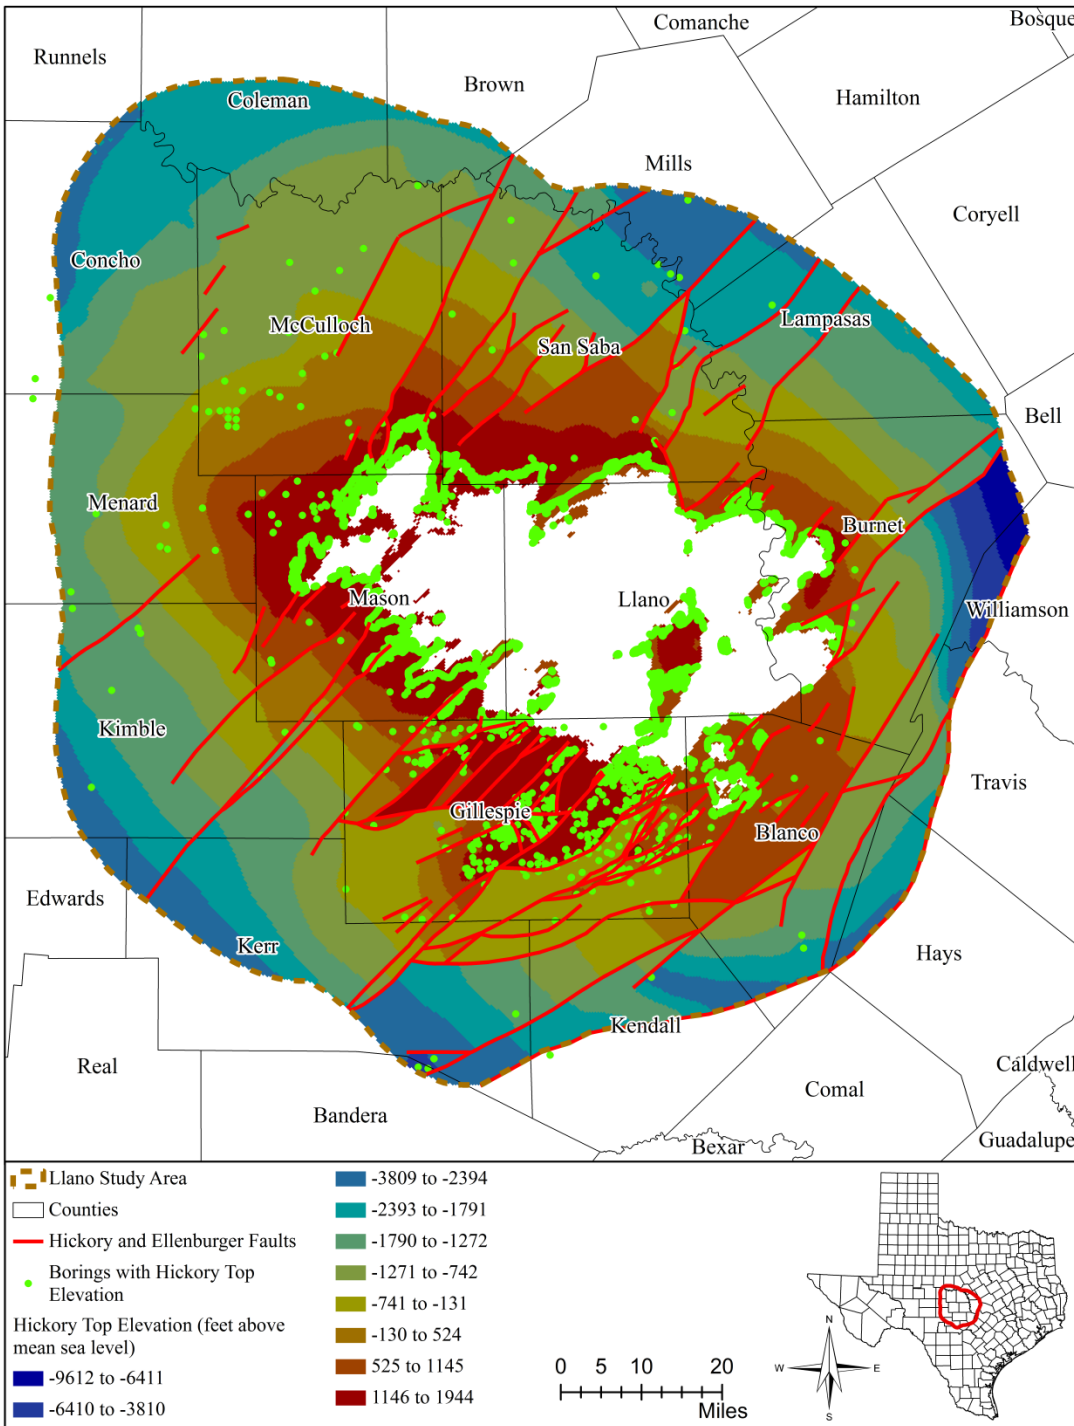 Comanche
Bosque
Runnels
Brown
Coleman
Hamilton
Mills
Coryell
Concho
McCulloch
San Saba
Lampasas
Bell
Menard
Burnet
Mason
Llano
Williamson
Kimble
Travis
Gillespie
Blanco
Edwards
Kerr
Hays
Kendall
Real
Caldwell
Comal
Bandera
Guadalupe
Bexar
Llano Study Area
Counties
Hickory and Ellenburger Faults
Borings with Hickory Top
Elevation
Hickory Top Elevation (feet above
mean sea level)
-9612 to -6411
-6410 to -3810
-3809 to -2394
-2393 to -1791
-1790 to -1272
-1271 to -742
-741 to -131
-130 to 524
525 to 1145
1146 to 1944
0 5 10 20
Miles
N
W E
S